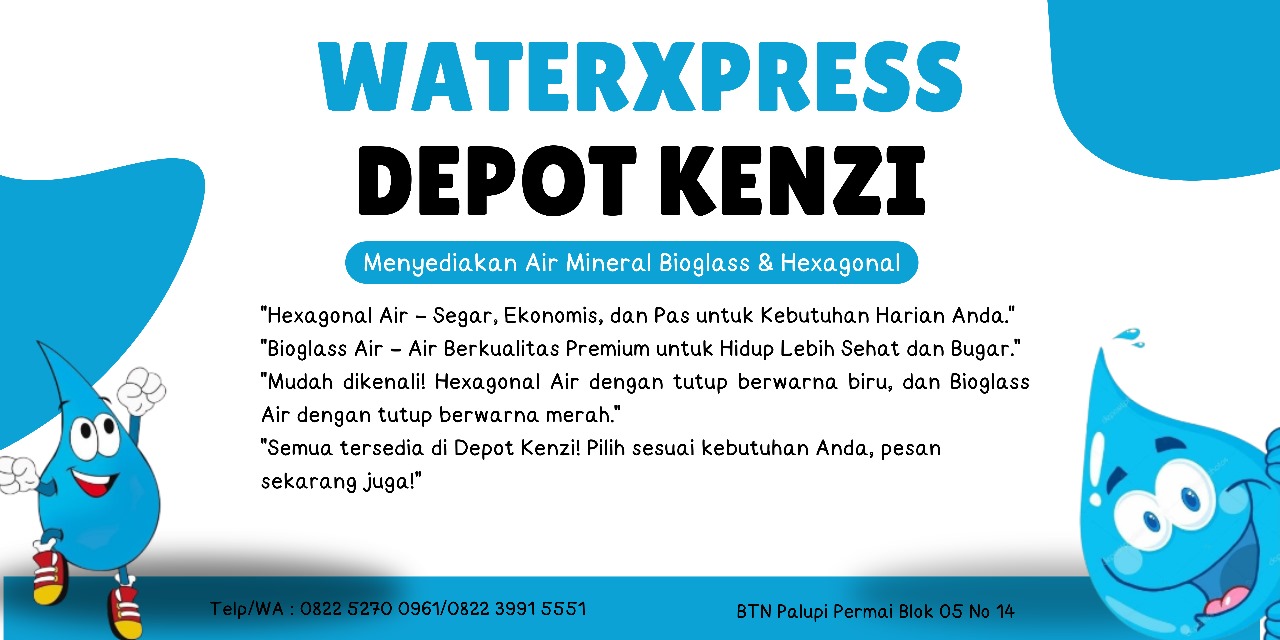 WATERXPRESS
DEPOT KENZI
Menyediakan Air Mineral Bioglass & Hexagonal
"Hexagonal Air – Segar, Ekonomis, dan Pas untuk Kebutuhan Harian Anda."
"Bioglass Air – Air Berkualitas Premium untuk Hidup Lebih Sehat dan Bugar."
"Mudah dikenali! Hexagonal Air dengan tutup berwarna biru, dan Bioglass
Air dengan tutup berwarna merah."
"Semua tersedia di Depot Kenzi! Pilih sesuai kebutuhan Anda, pesan
sekarang juga!"
Telp/WA : 0822 5270 0961/0822 3991 5551
BTN Palupi Permai Blok 05 No 14